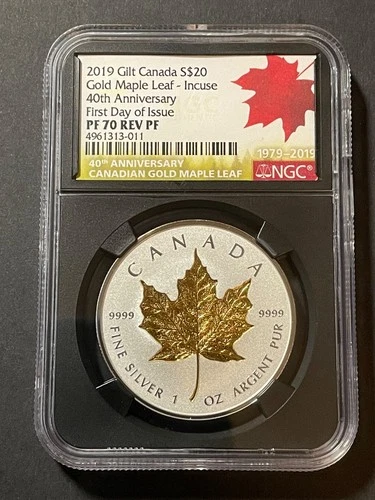 2019 Gilt Canada S$20
Gold Maple Leaf - Incuse
40th Anniversary
First Day of Issue
PF 70 REV PF
4961313-011
40th ANNIVERSARY
CANADIAN GOLD MAPLE LEAF
1979-2019
NGC
CANADA
9999 9999
FINE SILVER 1 OZ ARGENT PUR